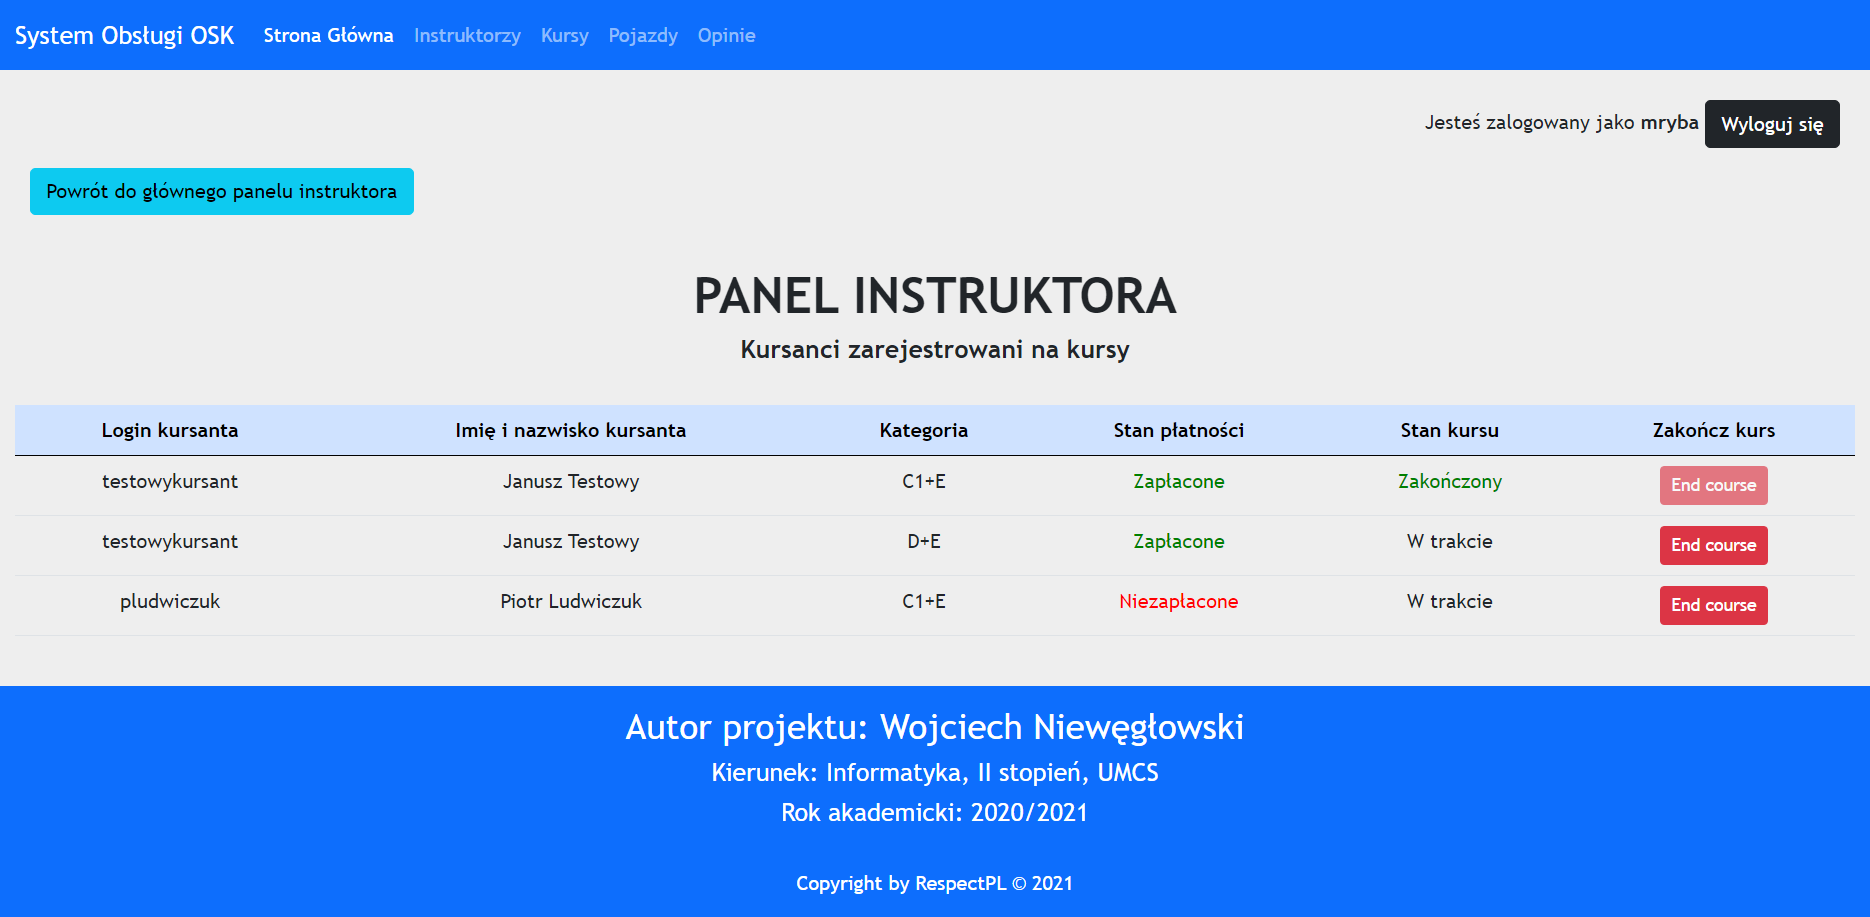 System Obsługi OSK Strona Główna Instruktorzy Kursy Pojazdy Opinie
Jesteś zalogowany jako mryba Wyloguj się
Powrót do głównego panelu instruktora
PANEL INSTRUKTORA
Kursanci zarejestrowani na kursy
Login kursanta Imię i nazwisko kursanta Kategoria Stan płatności Stan kursu Zakończ kurs
testowykursant Janusz Testowy C1+E Zapłacone Zakończony End course
testowykursant Janusz Testowy D+E Zapłacone W trakcie End course
pludwiczuk Piotr Ludwiczuk C1+E Niezapłacone W trakcie End course
Autor projektu: Wojciech Niewęgłowski
Kierunek: Informatyka, II stopień, UMCS
Rok akademicki: 2020/2021
Copyright by RespectPL © 2021